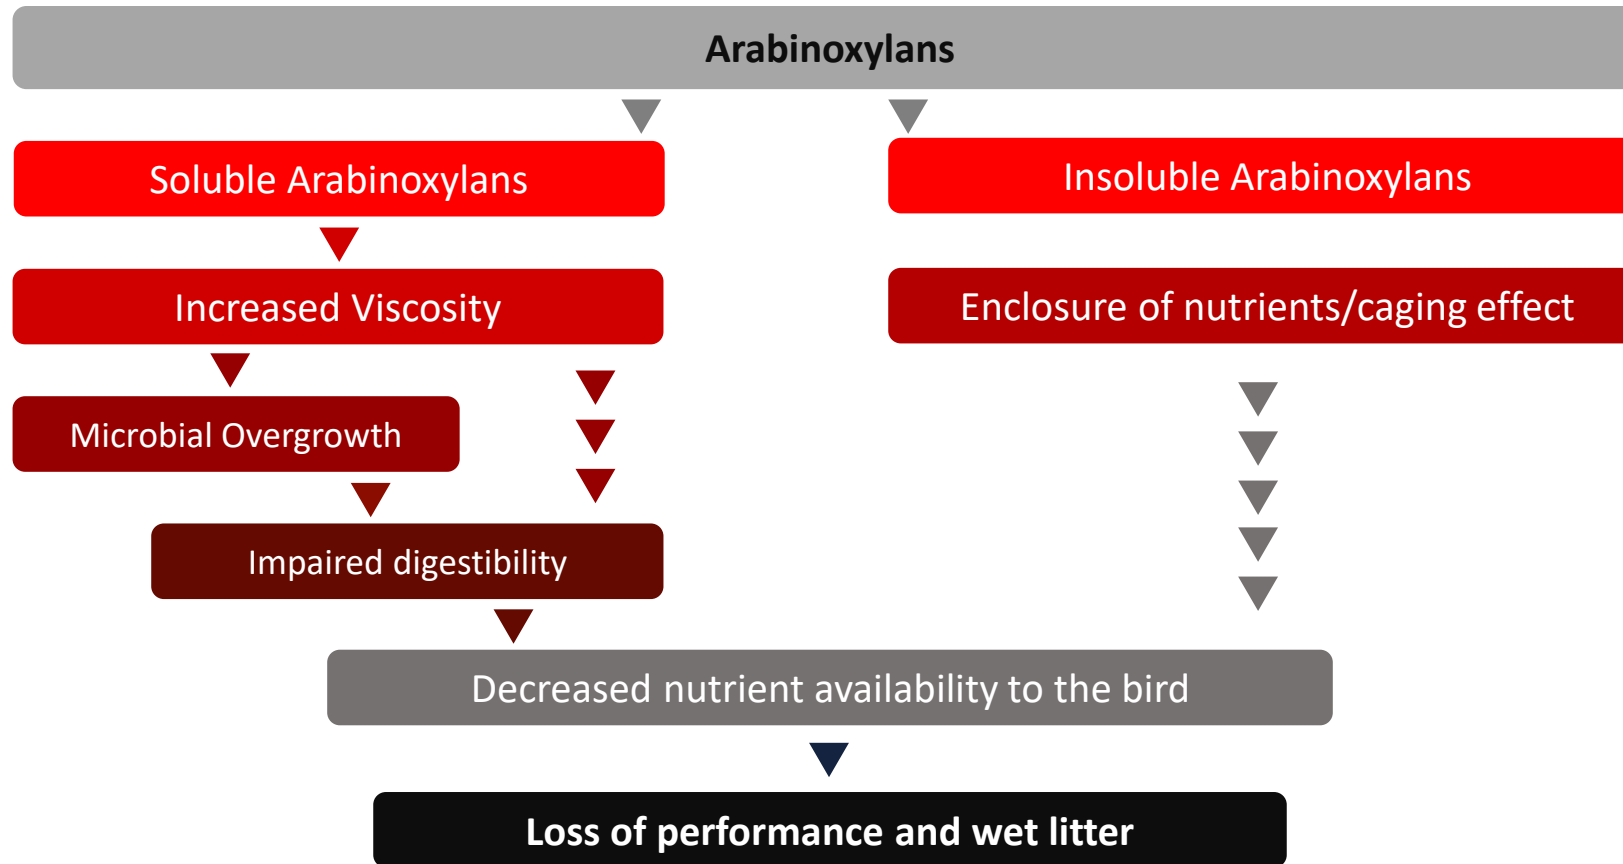 Arabinoxylans
Soluble Arabinoxylans
Insoluble Arabinoxylans
Increased Viscosity
Enclosure of nutrients/caging effect
Microbial Overgrowth
Impaired digestibility
Decreased nutrient availability to the bird
Loss of performance and wet litter